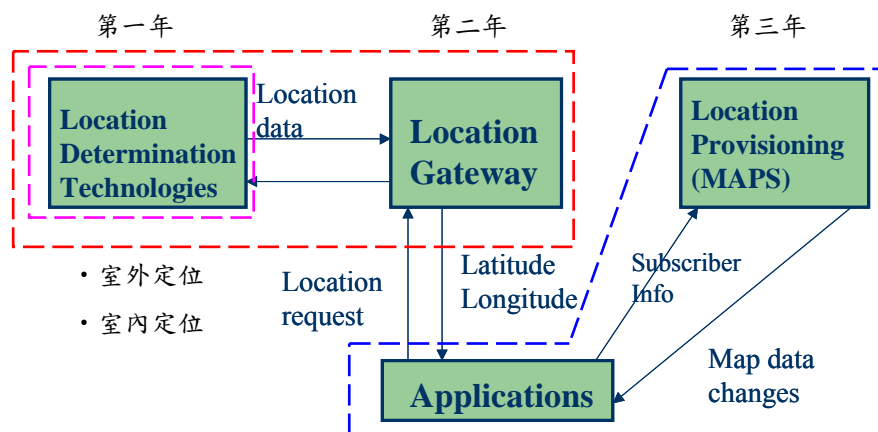 第一年
第二年
第三年
Location
Determination
Technologies
Location
data
Location
Gateway
Location
Provisioning
(MAPS)
・室外定位
・室內定位
Location
request
Latitude
Longitude
Subscriber
Info
Map data
changes
Applications